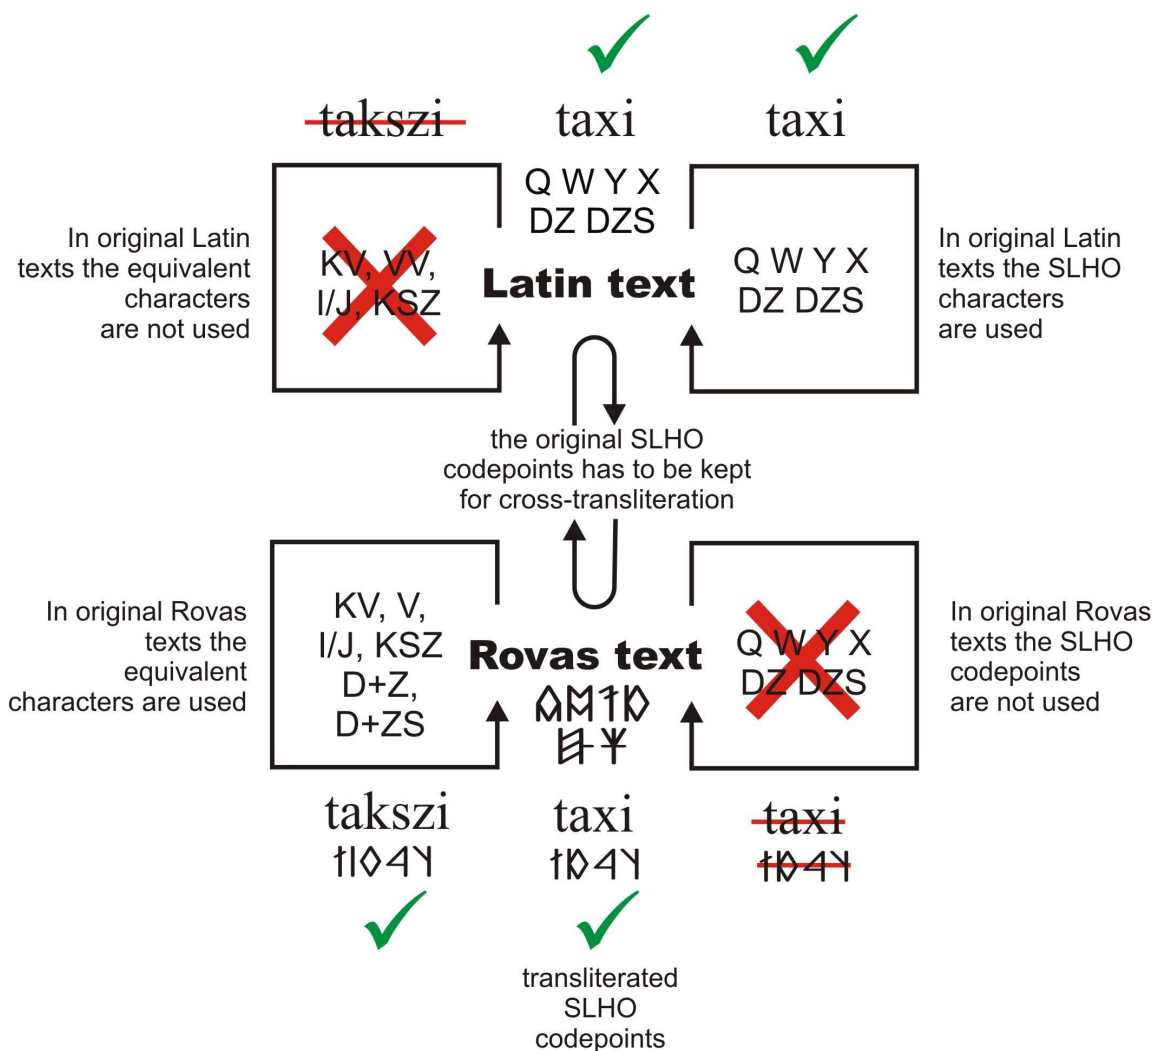 takszi
taxi
taxi
Q W Y X
DZ DZS
In original Latin
texts the equivalent
characters
are not used
KV, VV,
I/J, KSZ
Latin text
Q W Y X
DZ DZS
In original Latin
texts the SLHO
characters
are used
the original SLHO
codepoints has to be kept
for cross-transliteration
In original Rovas
texts the
equivalent
characters are used
KV, V,
I/J, KSZ
D+Z,
D+ZS
Rovas text
Q W Y X
DZ DZS
In original Rovas
texts the SLHO
codepoints
are not used
takszi
taxi
taxi
transliterated
SLHO
codepoints